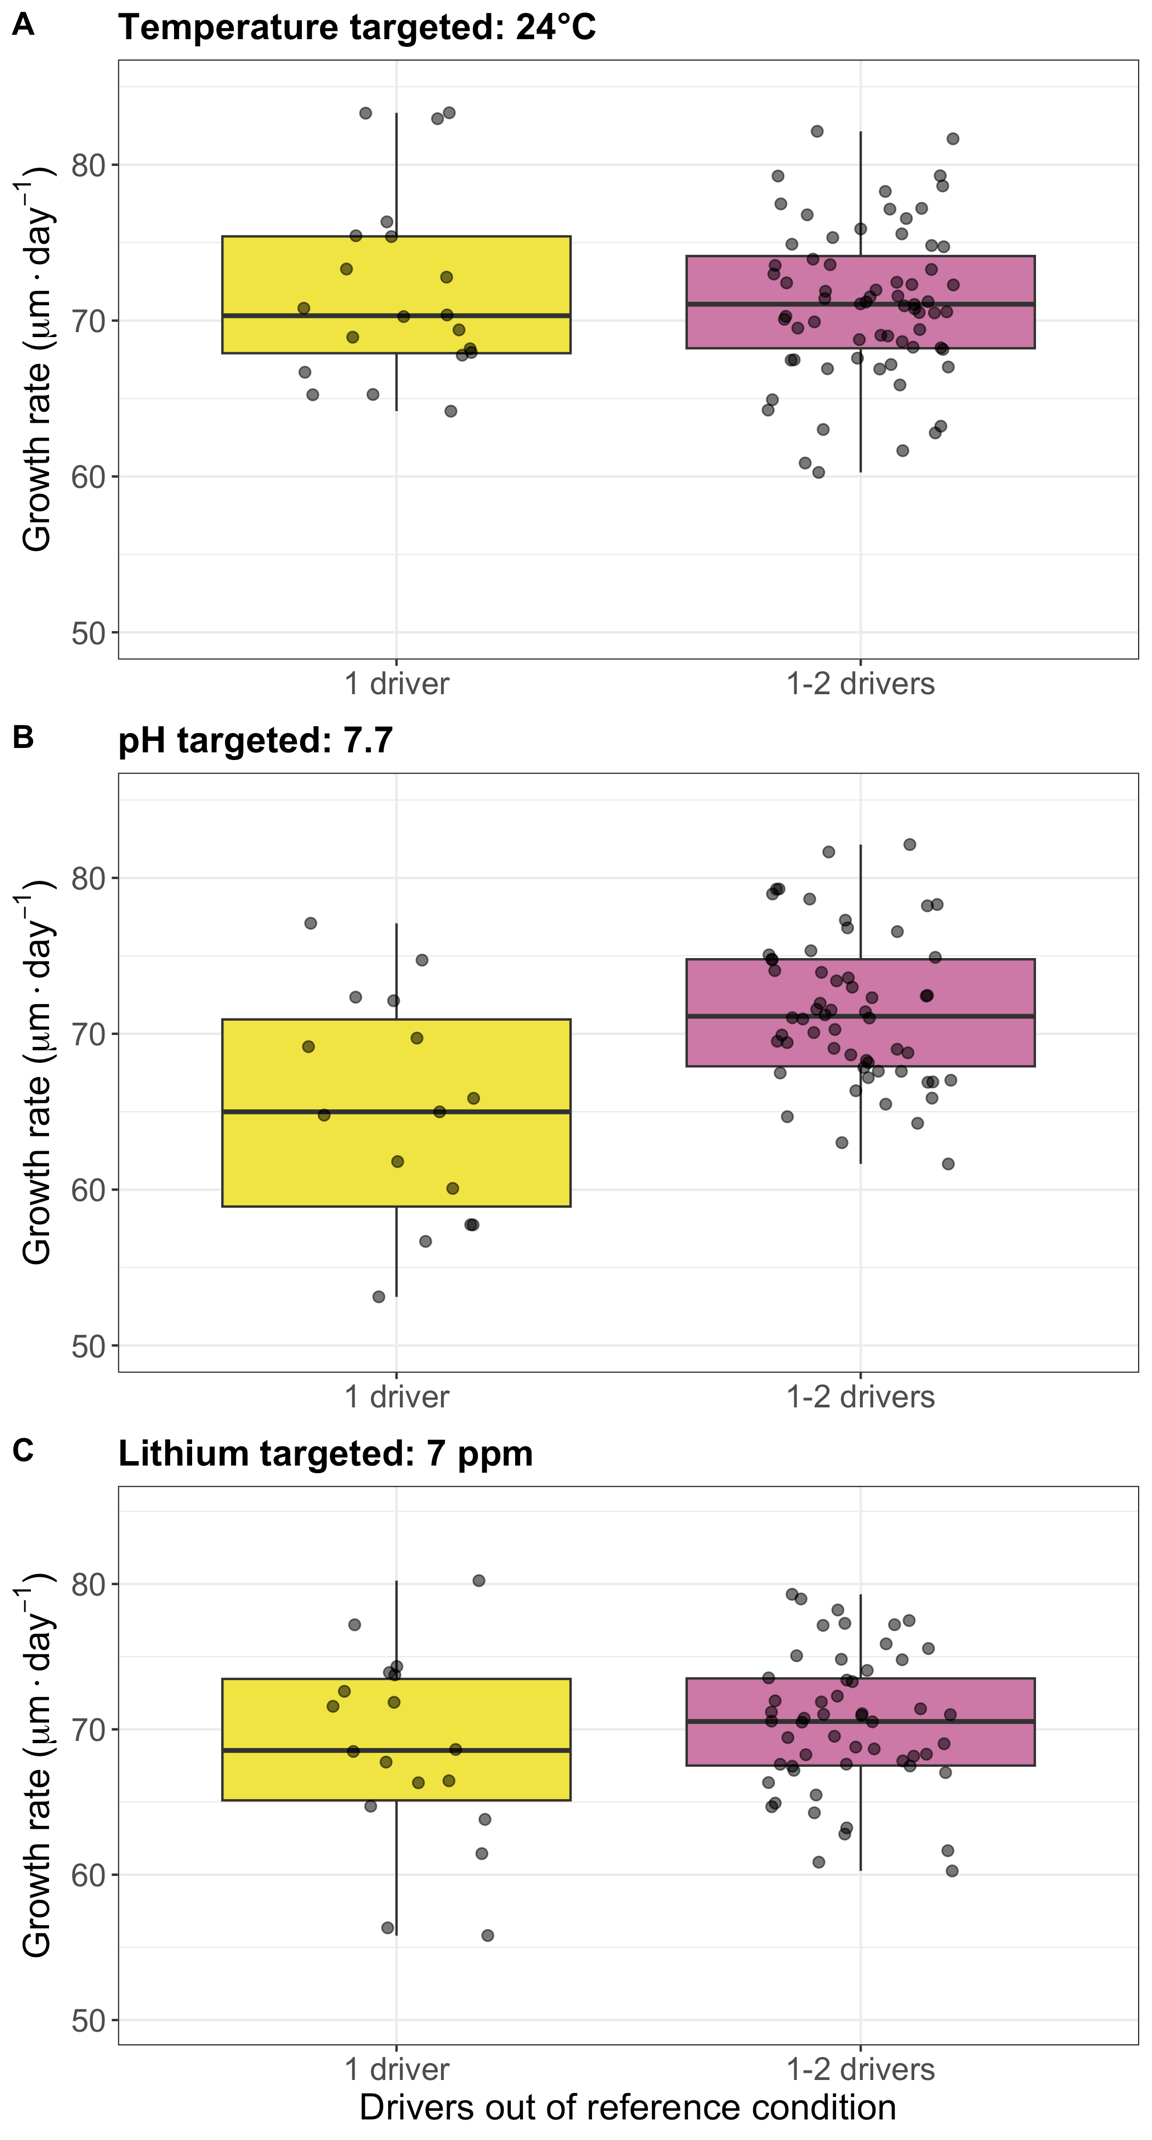 A Temperature targeted: 24°C
Growth rate (μm · day⁻¹)
80
70
60
50
1 driver 1-2 drivers
B pH targeted: 7.7
Growth rate (μm · day⁻¹)
80
70
60
50
1 driver 1-2 drivers
C Lithium targeted: 7 ppm
Growth rate (μm · day⁻¹)
80
70
60
50
1 driver 1-2 drivers
Drivers out of reference condition